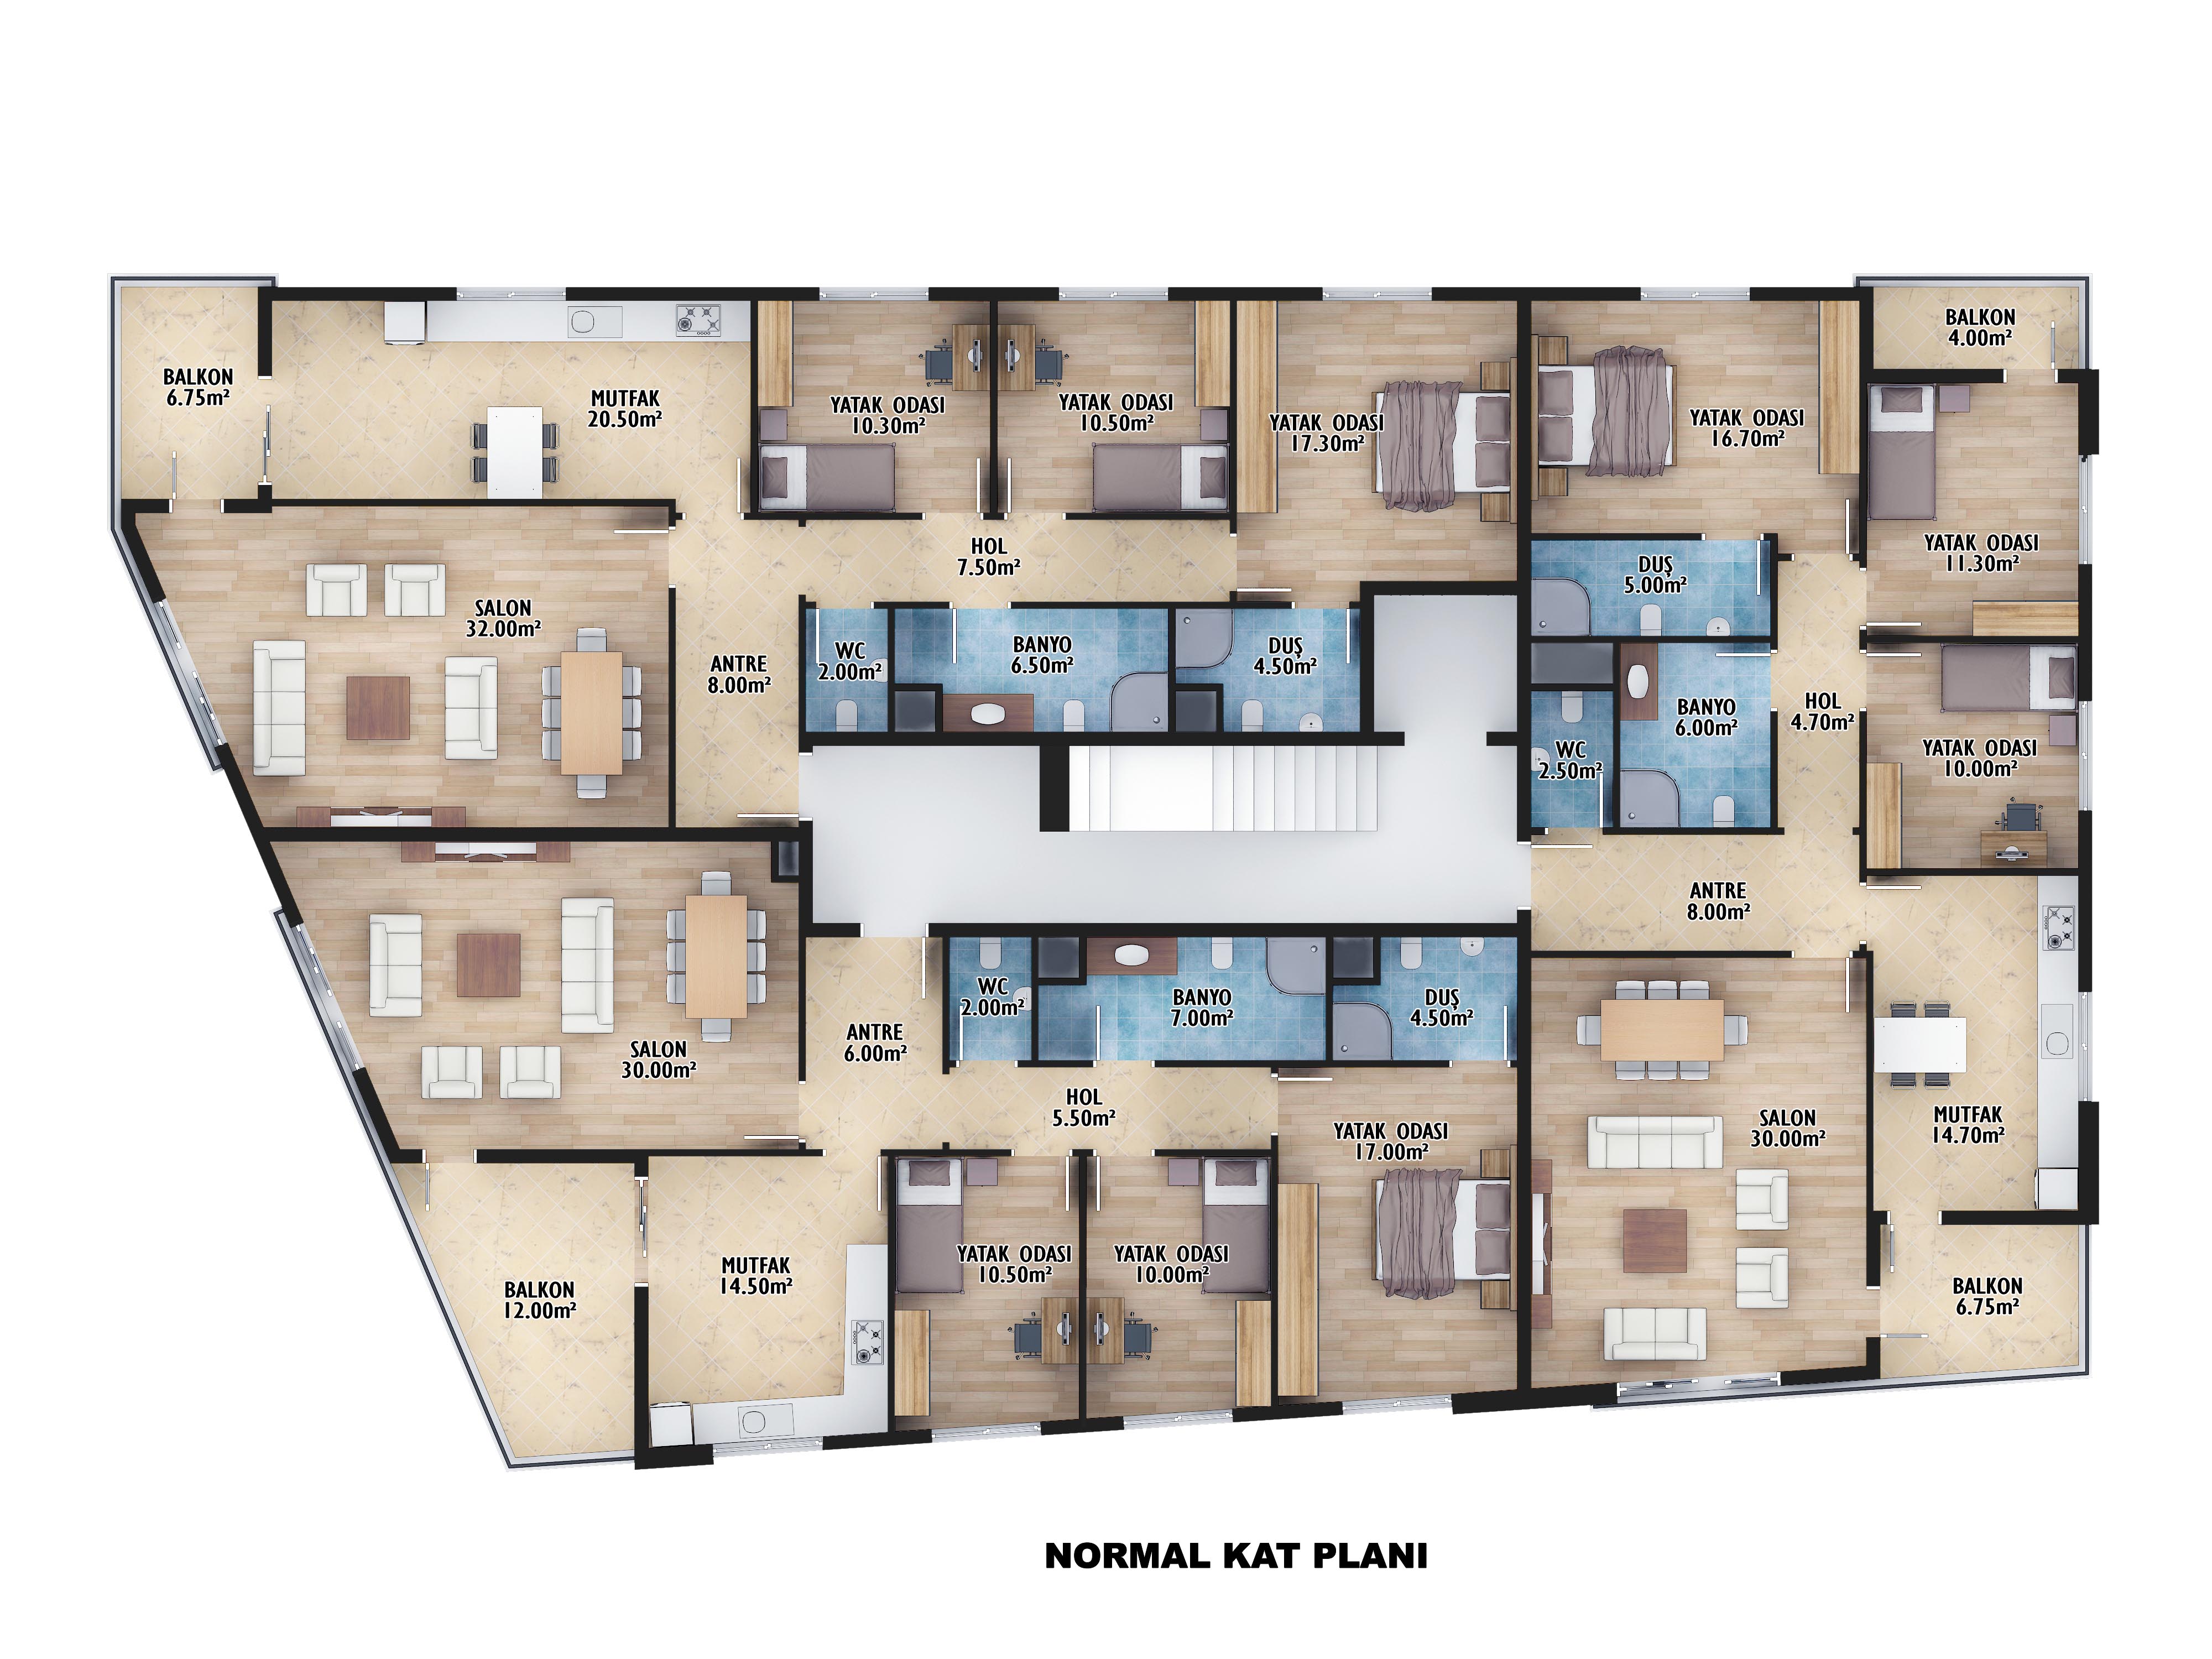 BALKON
6.75m²
MUTFAK
20.50m²
YATAK ODASI
10.30m²
YATAK ODASI
10.50m²
YATAK ODASI
17.30m²
YATAK ODASI
16.70m²
BALKON
4.00m²
SALON
32.00m²
HOL
7.50m²
ANTRE
8.00m²
WC
2.00m²
BANYO
6.50m²
DUŞ
4.50m²
DUŞ
5.00m²
YATAK ODASI
11.30m²
WC
2.50m²
BANYO
6.00m²
HOL
4.70m²
YATAK ODASI
10.00m²
ANTRE
8.00m²
SALON
30.00m²
ANTRE
6.00m²
WC
2.00m²
BANYO
7.00m²
DUŞ
4.50m²
HOL
5.50m²
YATAK ODASI
17.00m²
SALON
30.00m²
MUTFAK
14.70m²
BALKON
12.00m²
MUTFAK
14.50m²
YATAK ODASI
10.50m²
YATAK ODASI
10.00m²
BALKON
6.75m²
NORMAL KAT PLANI